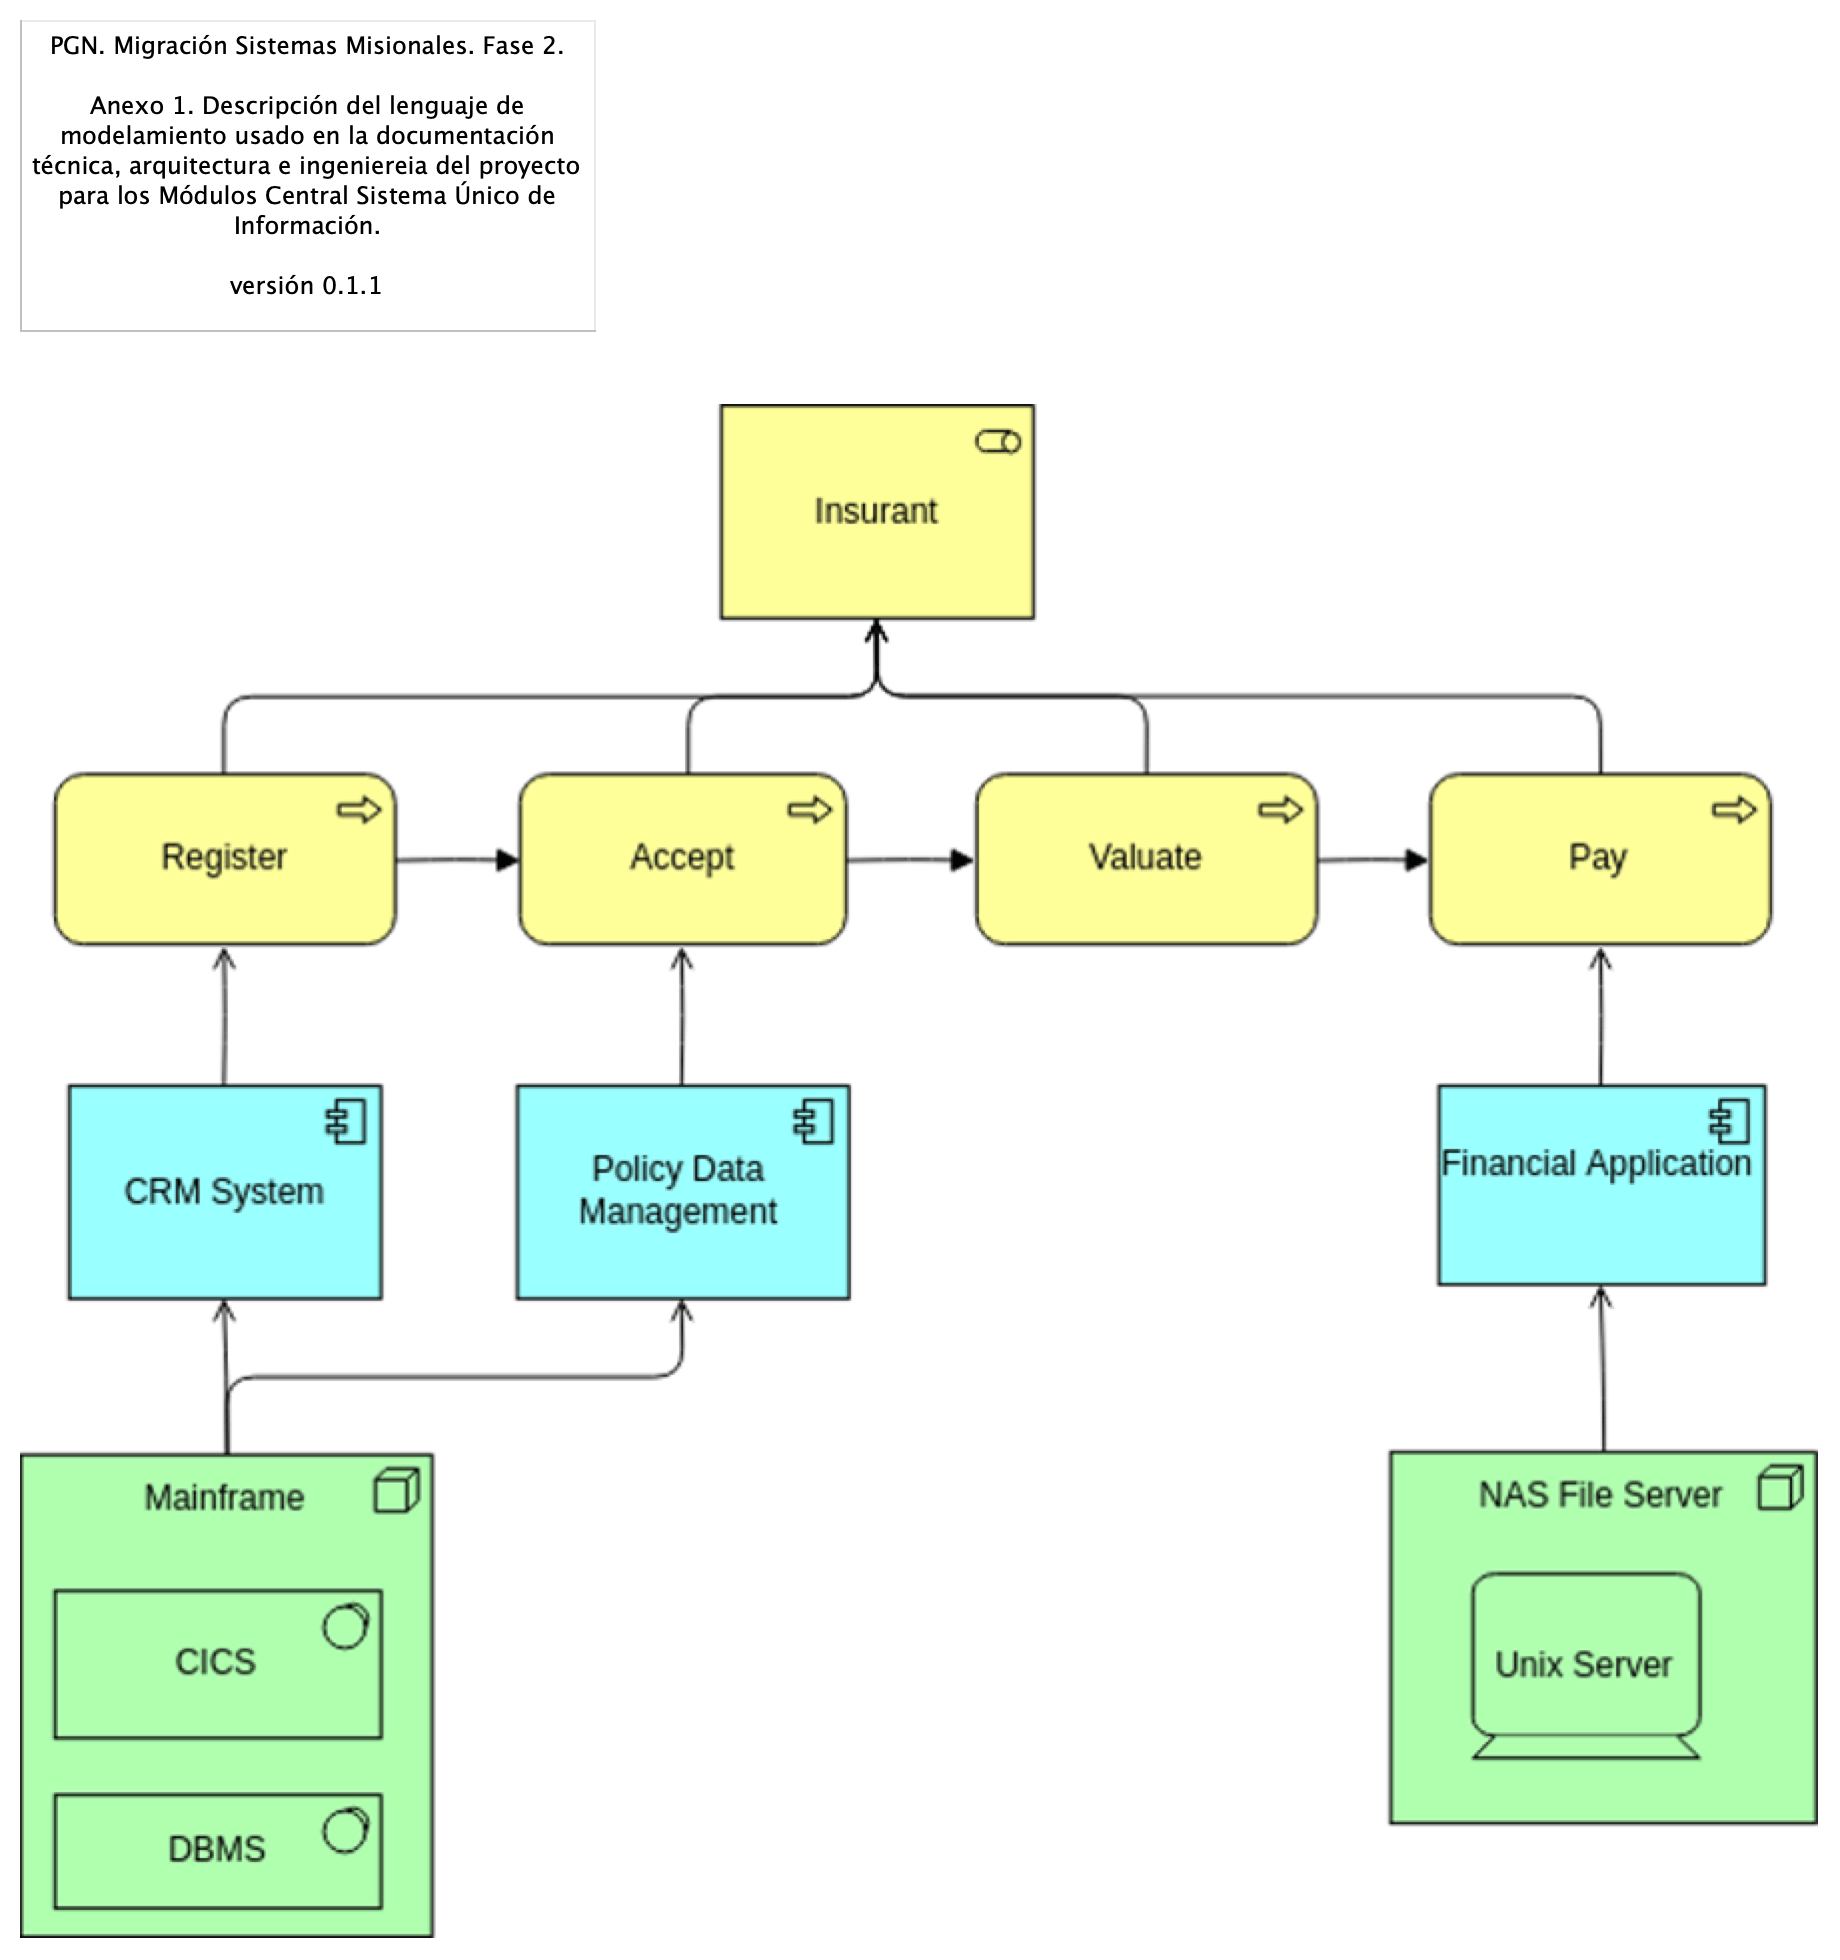 PGN. Migración Sistemas Misionales. Fase 2.
Anexo 1. Descripción del lenguaje de
modelamiento usado en la documentación
técnica, arquitectura e ingeniereia del proyecto
para los Módulos Central Sistema Único de
Información.
versión 0.1.1
Insurant
Register
Accept
Valuate
Pay
CRM System
Policy Data
Management
Financial Application
Mainframe
CICS
DBMS
NAS File Server
Unix Server